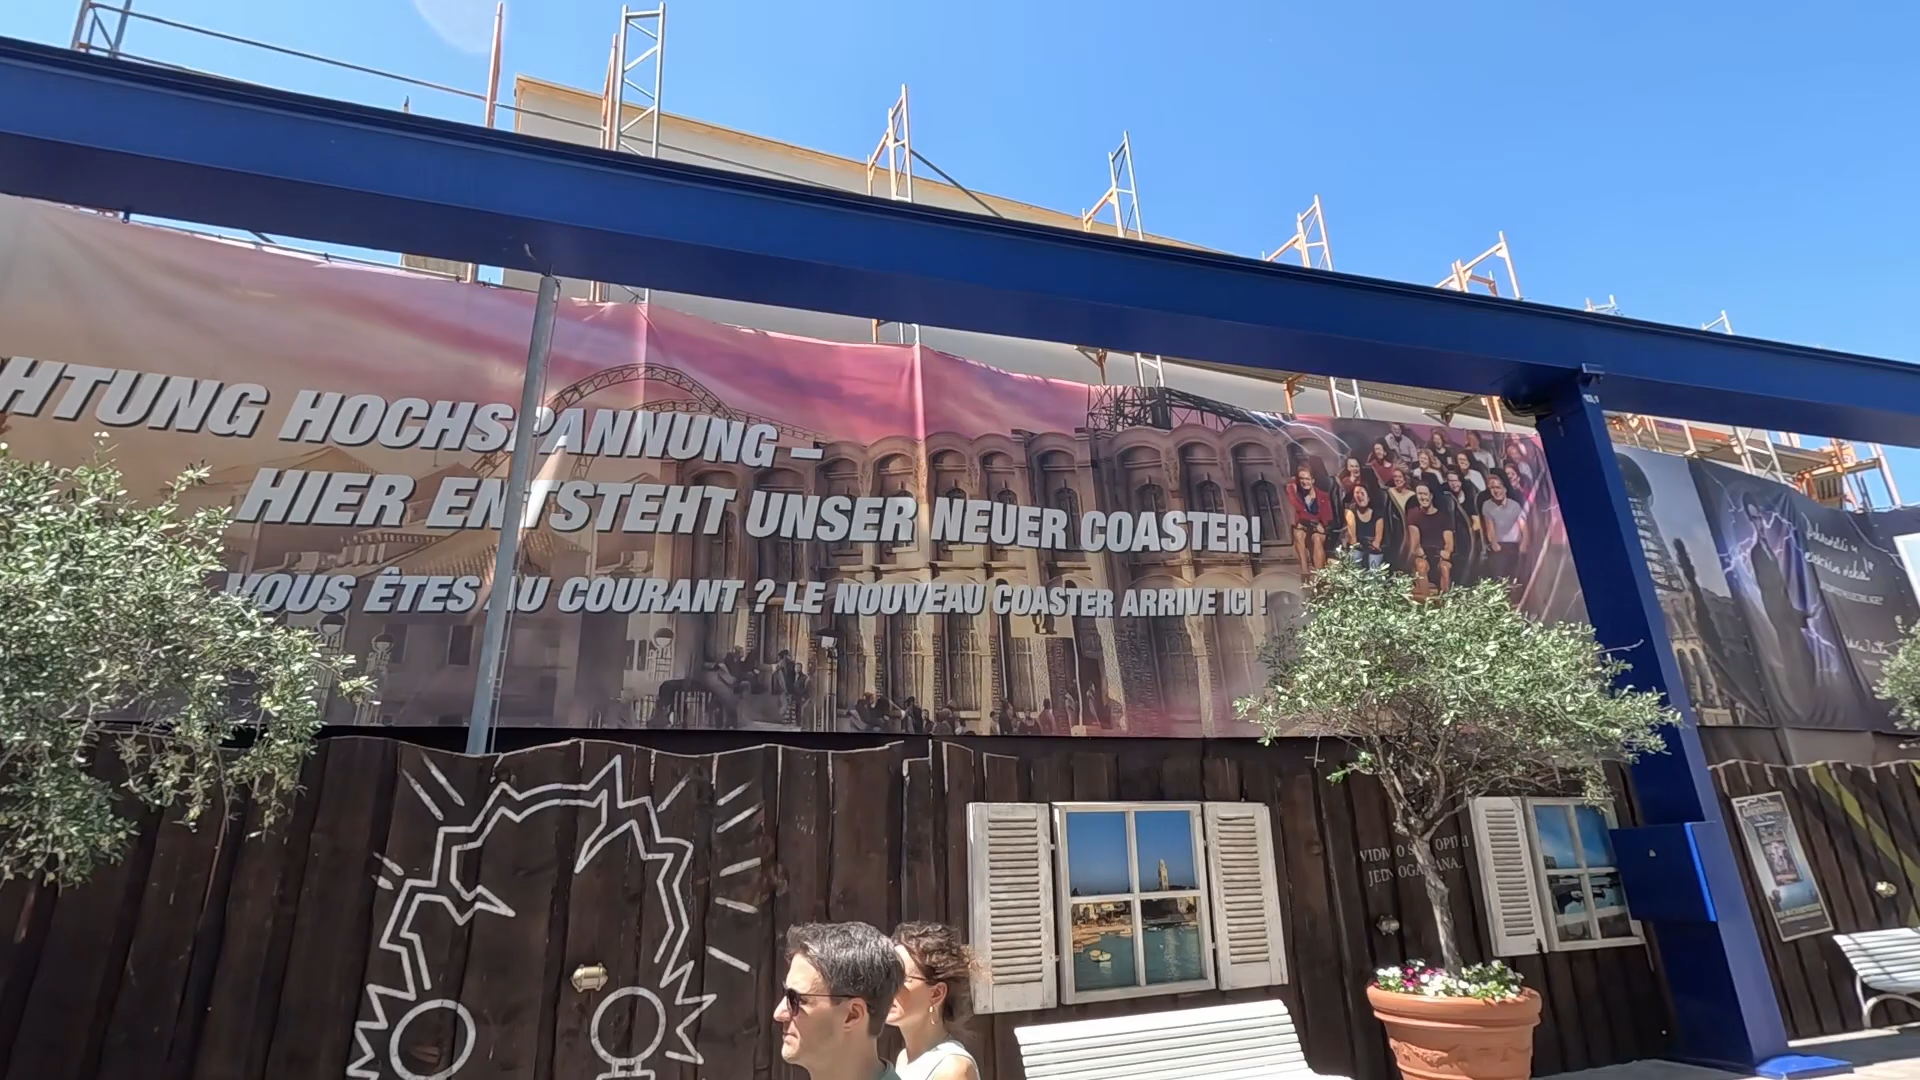 HTUNG HOCHSPANNUNG –
HIER ENTSTEHT UNSER NEUER COASTER!
VOUS ÊTES AU COURANT ? LE NOUVEAU COASTER ARRIVE ICI !